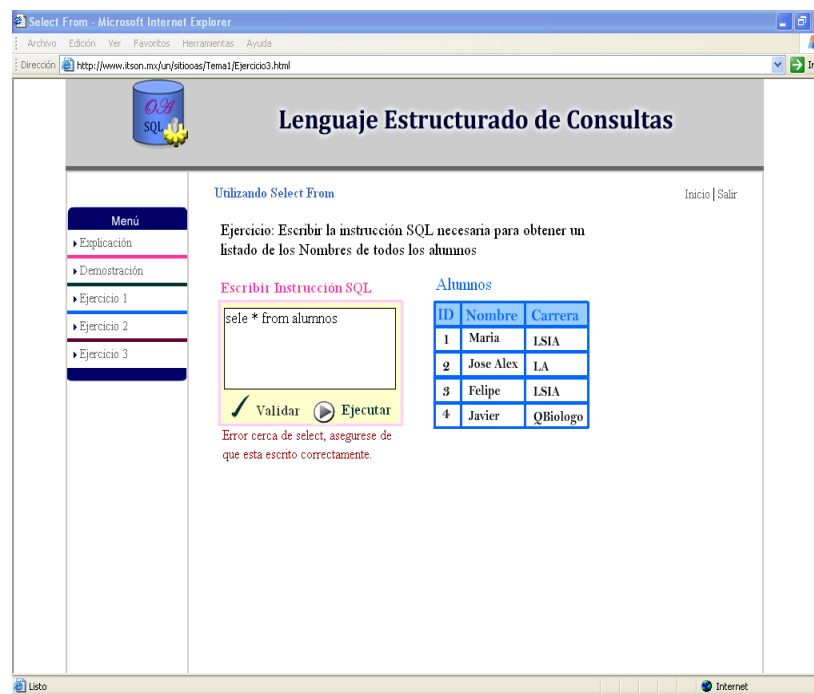 Select From - Microsoft Internet Explorer
Archivo Edición Ver Favoritos Herramientas Ayuda
Dirección http://www.itson.mx/un/sitiooas/Tema1/Ejercicio3.html Ir
OA
SQL
Lenguaje Estructurado de Consultas
Utilizando Select From
Inicio | Salir
Menú
Explicación
Demostración
Ejercicio 1
Ejercicio 2
Ejercicio 3
Ejercicio: Escribir la instrucción SQL necesaria para obtener un
listado de los Nombres de todos los alumnos
Escribir Instrucción SQL
sele * from alumnos
Validar Ejecutar
Error cerca de select, asegurese de
que esta escrito correctamente.
Alumnos
ID Nombre Carrera
1 Maria LSIA
2 Jose Alex LA
3 Felipe LSIA
4 Javier QBiologo
Listo Internet